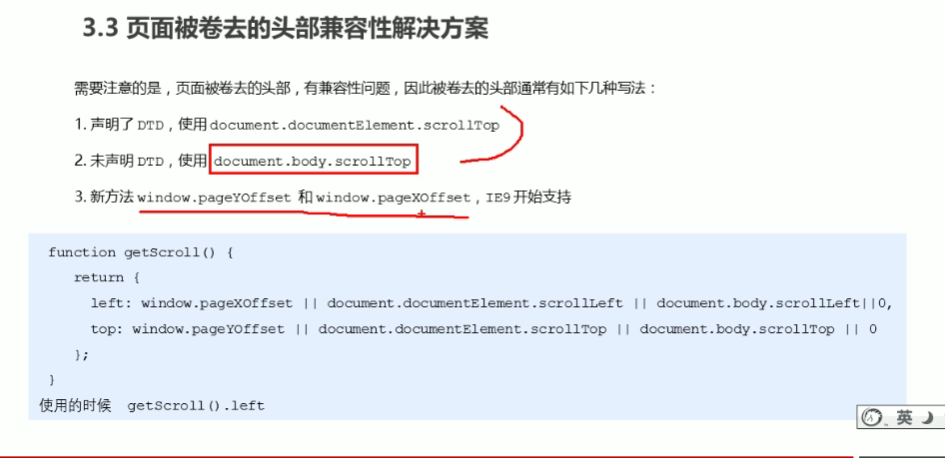 3.3 页面被卷去的头部兼容性解决方案
需要注意的是，页面被卷去的头部，有兼容性问题，因此被卷去的头部通常有如下几种写法：
1. 声明了 DTD，使用 document.documentElement.scrollTop
2. 未声明 DTD，使用 document.body.scrollTop
3. 新方法 window.pageYOffset 和 window.pageXOffset，IE9 开始支持
function getScroll() {
return {
left: window.pageXOffset || document.documentElement.scrollLeft || document.body.scrollLeft||0,
top: window.pageYOffset || document.documentElement.scrollTop || document.body.scrollTop || 0
};
}
使用的时候 getScroll().left
英